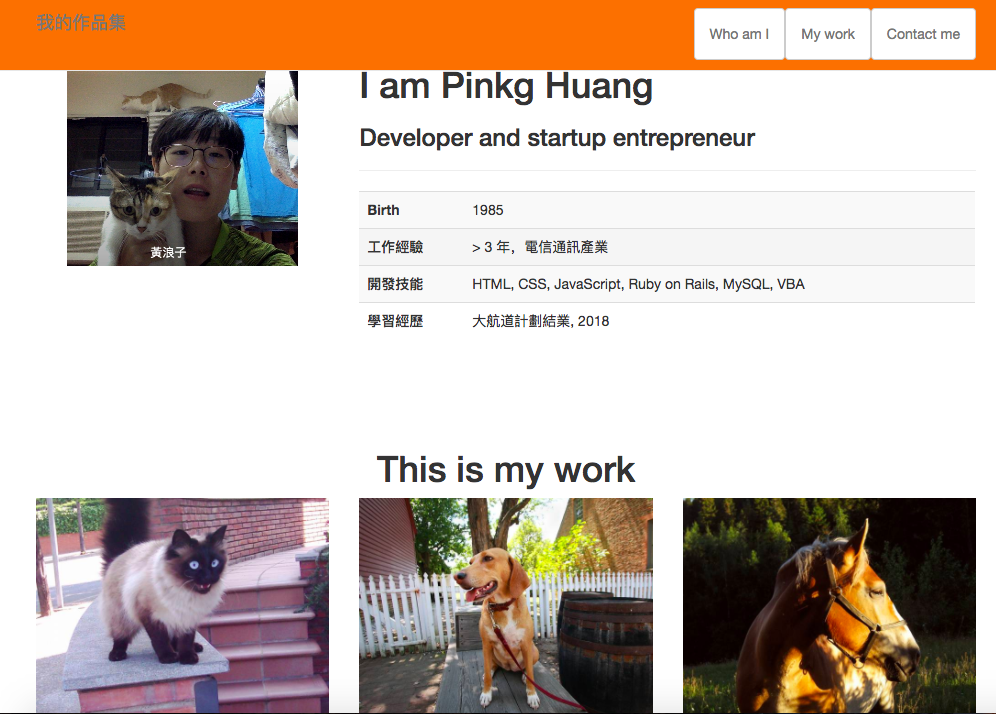 我的作品集
Who am I
My work
Contact me
I am Pinkg Huang
Developer and startup entrepreneur
黃浪子
Birth 1985
工作經驗 > 3 年，電信通訊產業
開發技能 HTML, CSS, JavaScript, Ruby on Rails, MySQL, VBA
學習經歷 大航道計劃結業, 2018
This is my work